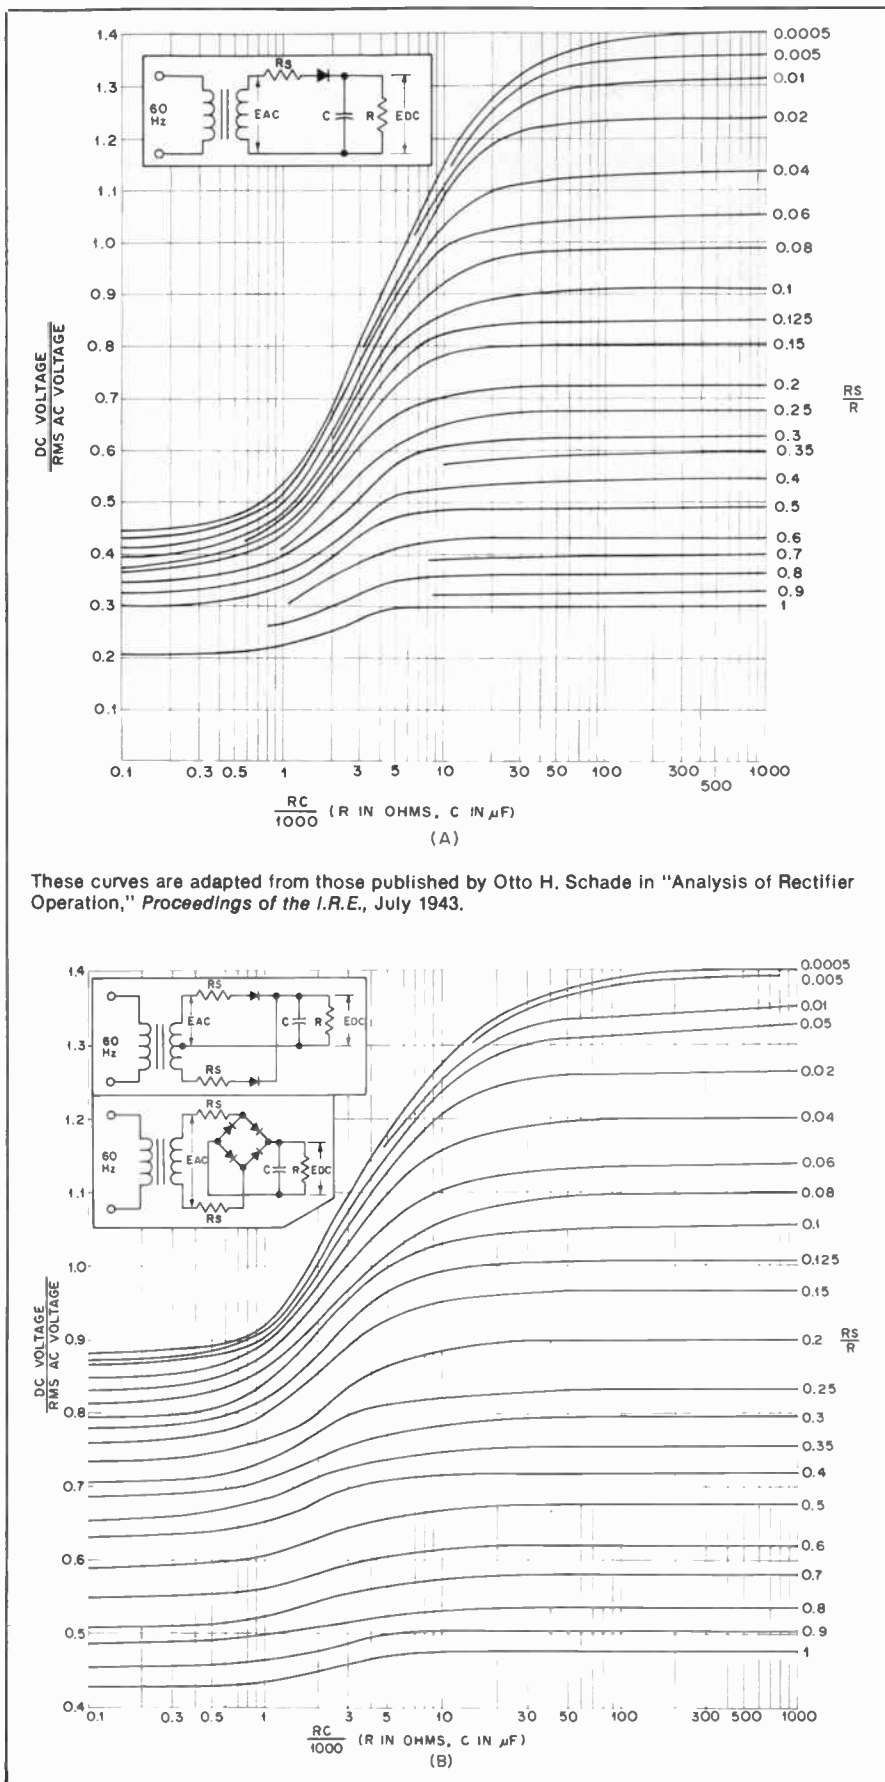 1.4
1.3
1.2
1.1
1.0
0.9
0.8
0.7
0.6
0.5
0.4
0.3
0.2
0.1
DC VOLTAGE
RMS AC VOLTAGE
60
Hz
RS
EAC
C
R
EDC
0.0005
0.005
0.01
0.02
0.04
0.06
0.08
0.1
0.125
0.15
0.2
0.25
0.3
0.35
0.4
0.5
0.6
0.7
0.8
0.9
1
RS
R
0.1 0.3 0.5 1 3 5 10 30 50 100 300 500 1000
RC
1000 (R IN OHMS, C IN µF)
(A)
These curves are adapted from those published by Otto H. Schade in "Analysis of Rectifier
Operation," Proceedings of the I.R.E., July 1943.
1.4
1.3
1.2
1.1
1.0
0.9
0.8
0.7
0.6
0.5
0.4
DC VOLTAGE
RMS AC VOLTAGE
RS
60
Hz
EAC
C
R
EDC
RS
RS
60
Hz
EAC
C
R
EDC
RS
0.0005
0.005
0.01
0.05
0.02
0.04
0.06
0.08
0.1
0.125
0.15
0.2
0.25
0.3
0.35
0.4
0.5
0.6
0.7
0.8
0.9
1
RS
R
0.1 0.3 0.5 1 3 5 10 30 50 100 300 500 1000
RC
1000 (R IN OHMS, C IN µF)
(B)